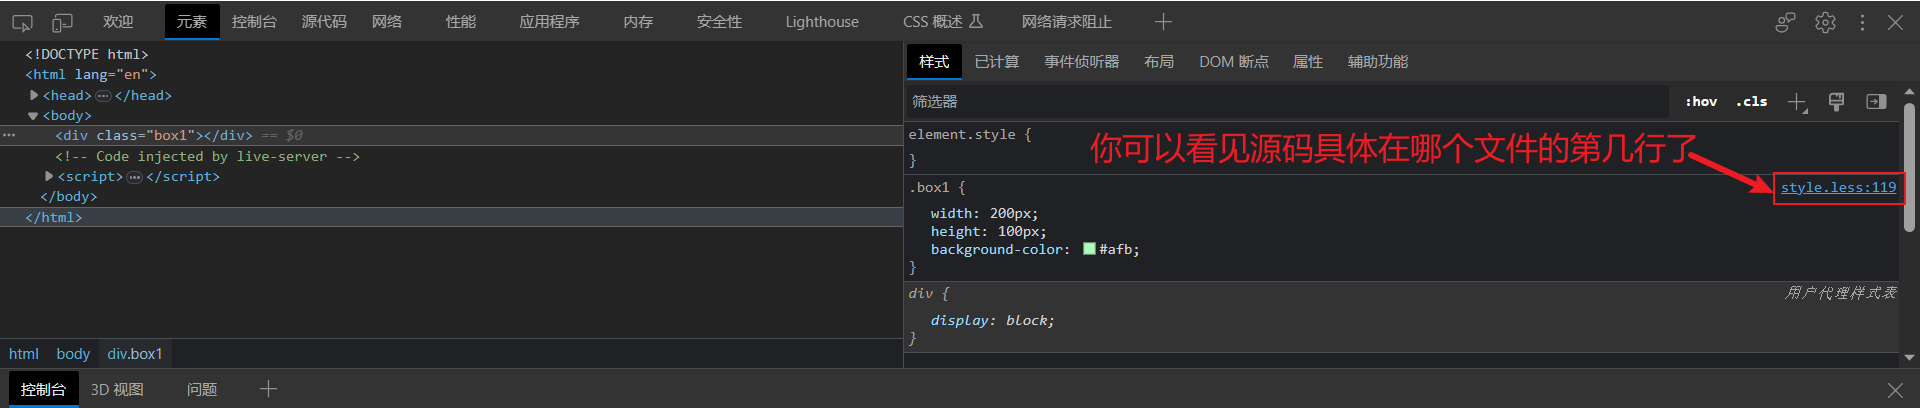 欢迎 元素 控制台 源代码 网络 性能 应用程序 内存 安全性 Lighthouse CSS 概述 网络请求阻止
<!DOCTYPE html>
<html lang="en">
<head>…</head>
<body>
<div class="box1"></div> == $0
<!-- Code injected by live-server -->
<script>…</script>
</body>
</html>
html body div.box1
样式 已计算 事件侦听器 布局 DOM 断点 属性 辅助功能
筛选器 :hov .cls
element.style {
}
你可以看见源码具体在哪个文件的第几行了
.box1 { style.less:119
width: 200px;
height: 100px;
background-color: #afb;
}
div { 用户代理样式表
display: block;
}
控制台 3D 视图 问题